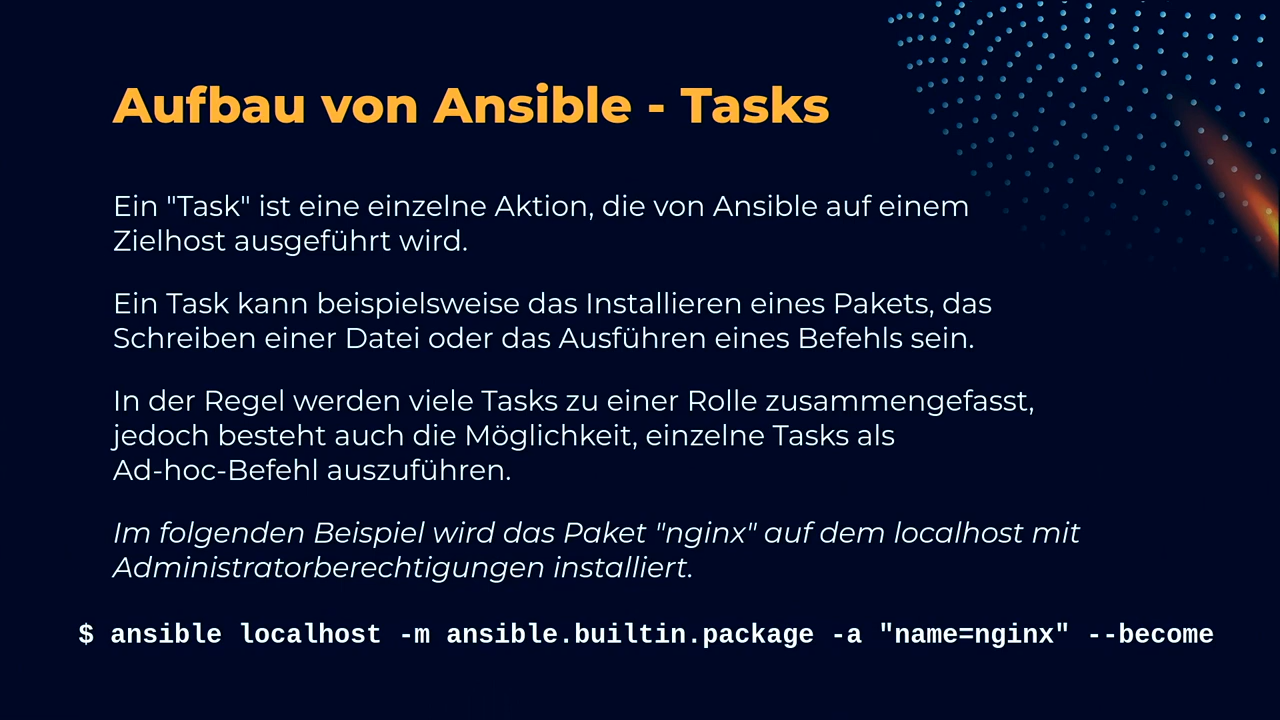 Aufbau von Ansible - Tasks
Ein "Task" ist eine einzelne Aktion, die von Ansible auf einem
Zielhost ausgeführt wird.
Ein Task kann beispielsweise das Installieren eines Pakets, das
Schreiben einer Datei oder das Ausführen eines Befehls sein.
In der Regel werden viele Tasks zu einer Rolle zusammengefasst,
jedoch besteht auch die Möglichkeit, einzelne Tasks als
Ad-hoc-Befehl auszuführen.
Im folgenden Beispiel wird das Paket "nginx" auf dem localhost mit
Administratorberechtigungen installiert.
$ ansible localhost -m ansible.builtin.package -a "name=nginx" --become